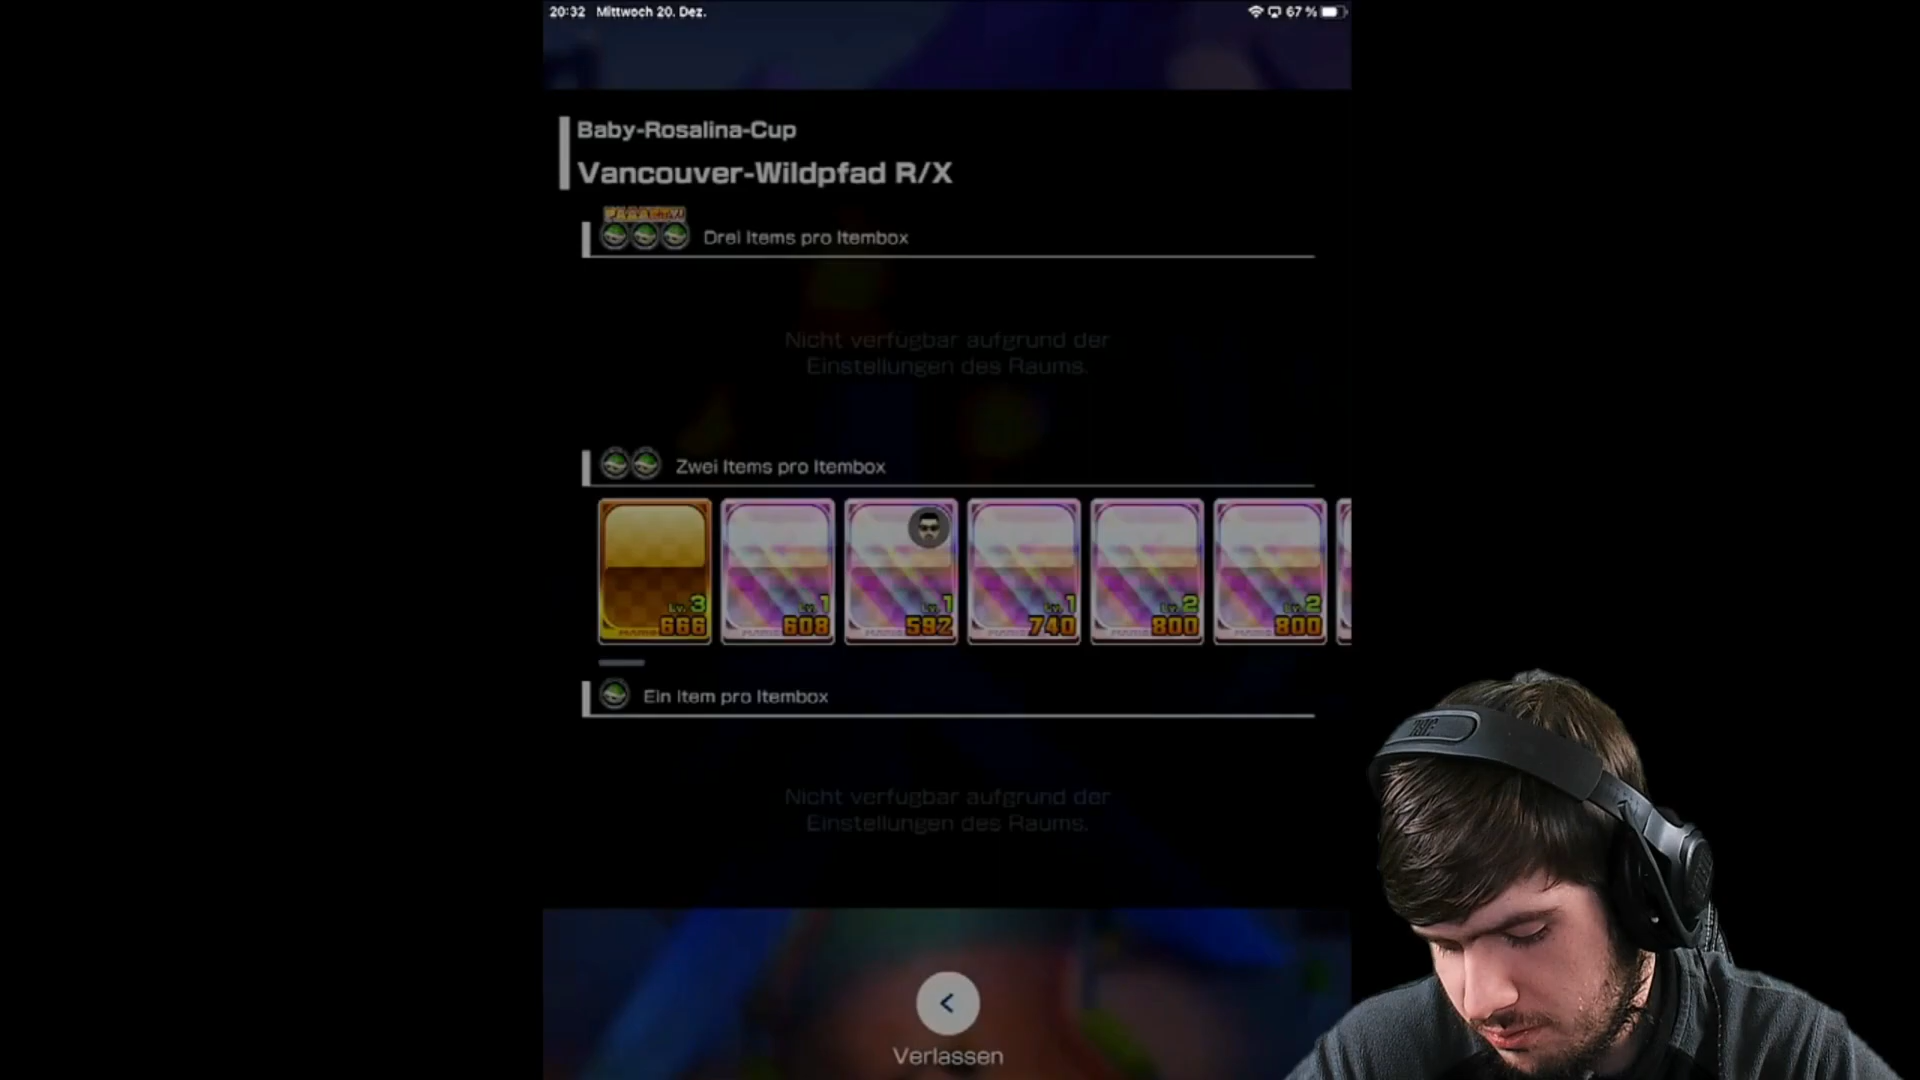 20:32 Mittwoch 20. Dez.
67 %
Baby-Rosalina-Cup
Vancouver-Wildpfad R/X
Drei Items pro Itembox
Nicht verfügbar aufgrund der
Einstellungen des Raums.
Zwei Items pro Itembox
Lv. 3 Lv. 1 Lv. 1 Lv. 1 Lv. 2 Lv. 2
666 608 592 740 800 800
Ein Item pro Itembox
Nicht verfügbar aufgrund der
Einstellungen des Raums.
Verlassen
JBL